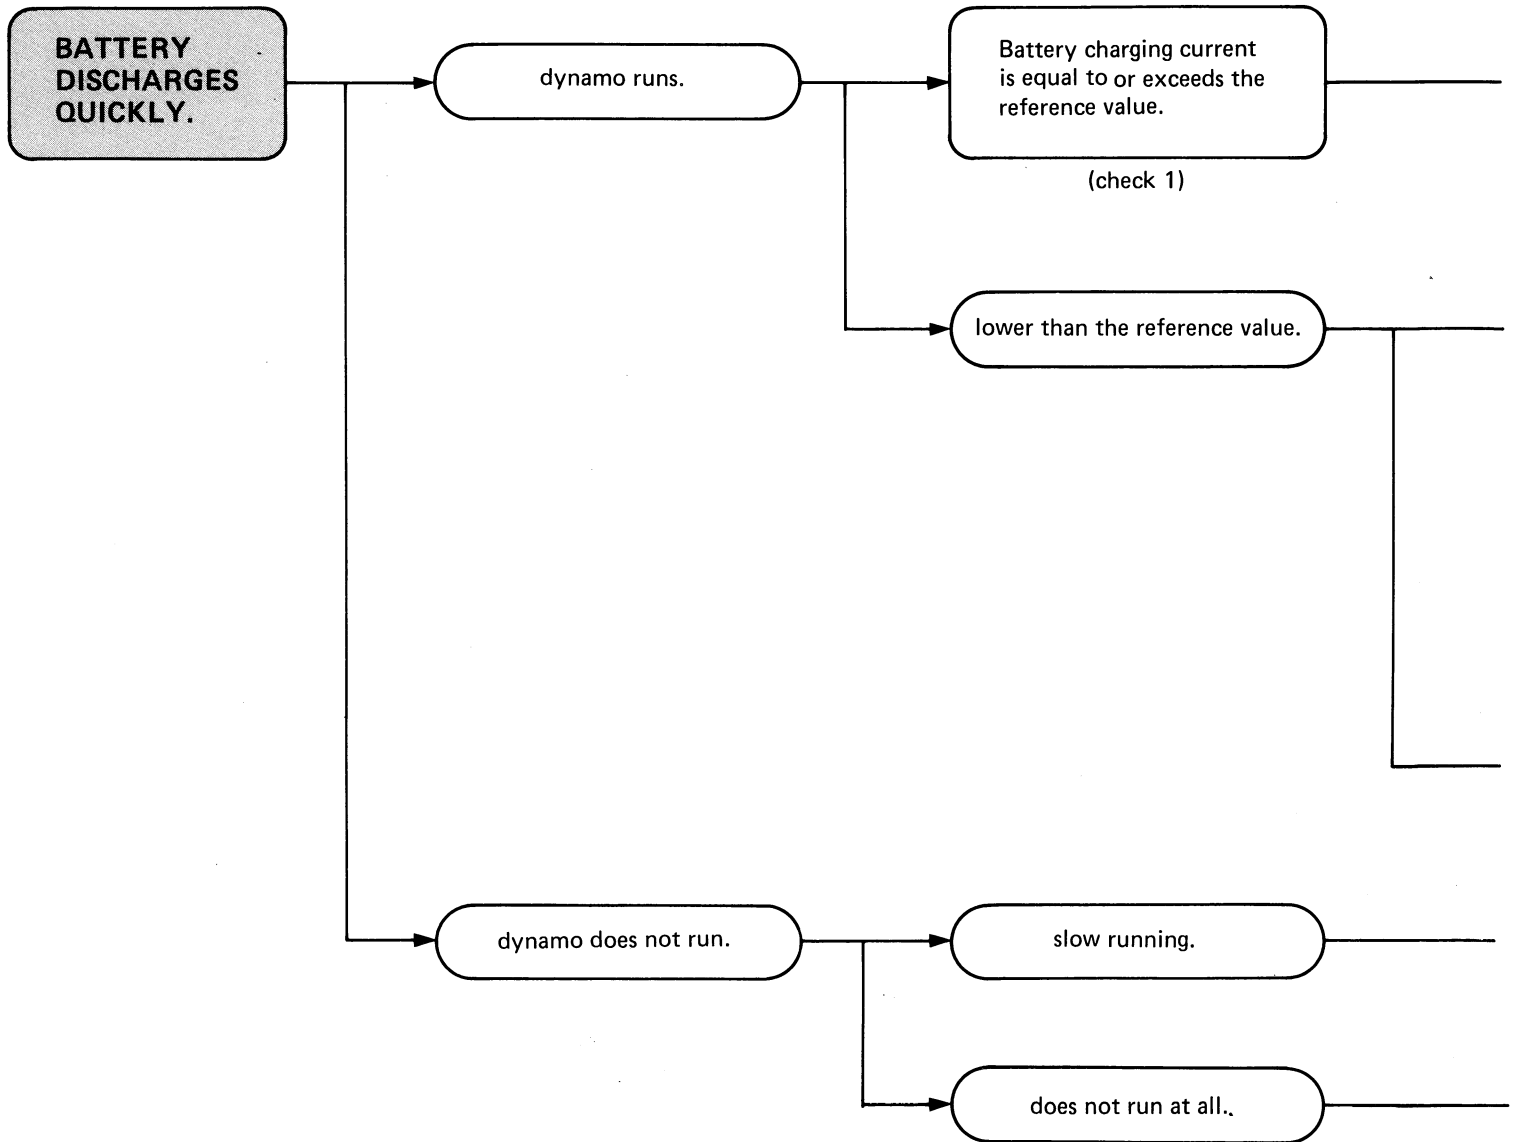 BATTERY
DISCHARGES
QUICKLY.
dynamo runs.
Battery charging current
is equal to or exceeds the
reference value.
(check 1)
lower than the reference value.
dynamo does not run.
slow running.
does not run at all.